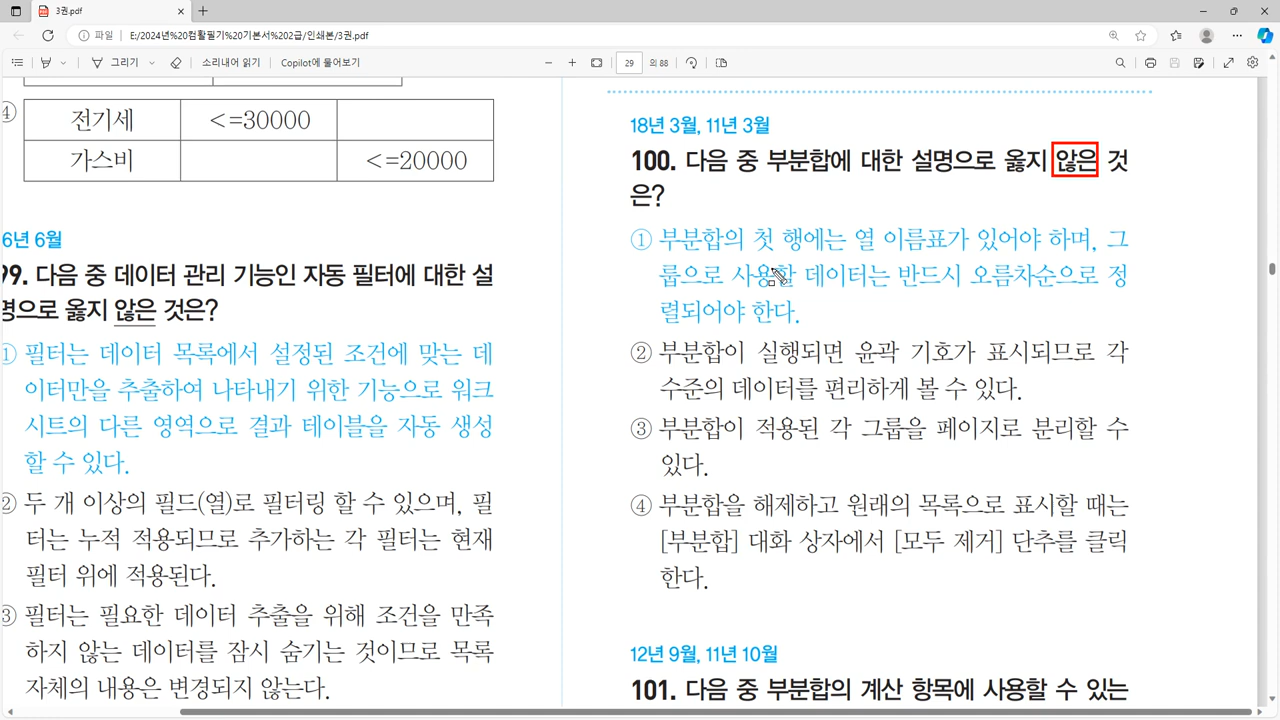 3권.pdf
파일
E:/2024년%20컴활필기%20기본서%202급/인쇄본/3권.pdf
그리기
소리내어 읽기
Copilot에 물어보기
29
의 88
④
전기세 <=30000
가스비 <=20000
6년 6월
99. 다음 중 데이터 관리 기능인 자동 필터에 대한 설
명으로 옳지 않은 것은?
① 필터는 데이터 목록에서 설정된 조건에 맞는 데
이터만을 추출하여 나타내기 위한 기능으로 워크
시트의 다른 영역으로 결과 테이블을 자동 생성
할 수 있다.
② 두 개 이상의 필드(열)로 필터링 할 수 있으며, 필
터는 누적 적용되므로 추가하는 각 필터는 현재
필터 위에 적용된다.
③ 필터는 필요한 데이터 추출을 위해 조건을 만족
하지 않는 데이터를 잠시 숨기는 것이므로 목록
자체의 내용은 변경되지 않는다.
18년 3월, 11년 3월
100. 다음 중 부분합에 대한 설명으로 옳지 않은 것
은?
① 부분합의 첫 행에는 열 이름표가 있어야 하며, 그
룹으로 사용할 데이터는 반드시 오름차순으로 정
렬되어야 한다.
② 부분합이 실행되면 윤곽 기호가 표시되므로 각
수준의 데이터를 편리하게 볼 수 있다.
③ 부분합이 적용된 각 그룹을 페이지로 분리할 수
있다.
④ 부분합을 해제하고 원래의 목록으로 표시할 때는
[부분합] 대화 상자에서 [모두 제거] 단추를 클릭
한다.
12년 9월, 11년 10월
101. 다음 중 부분합의 계산 항목에 사용할 수 있는